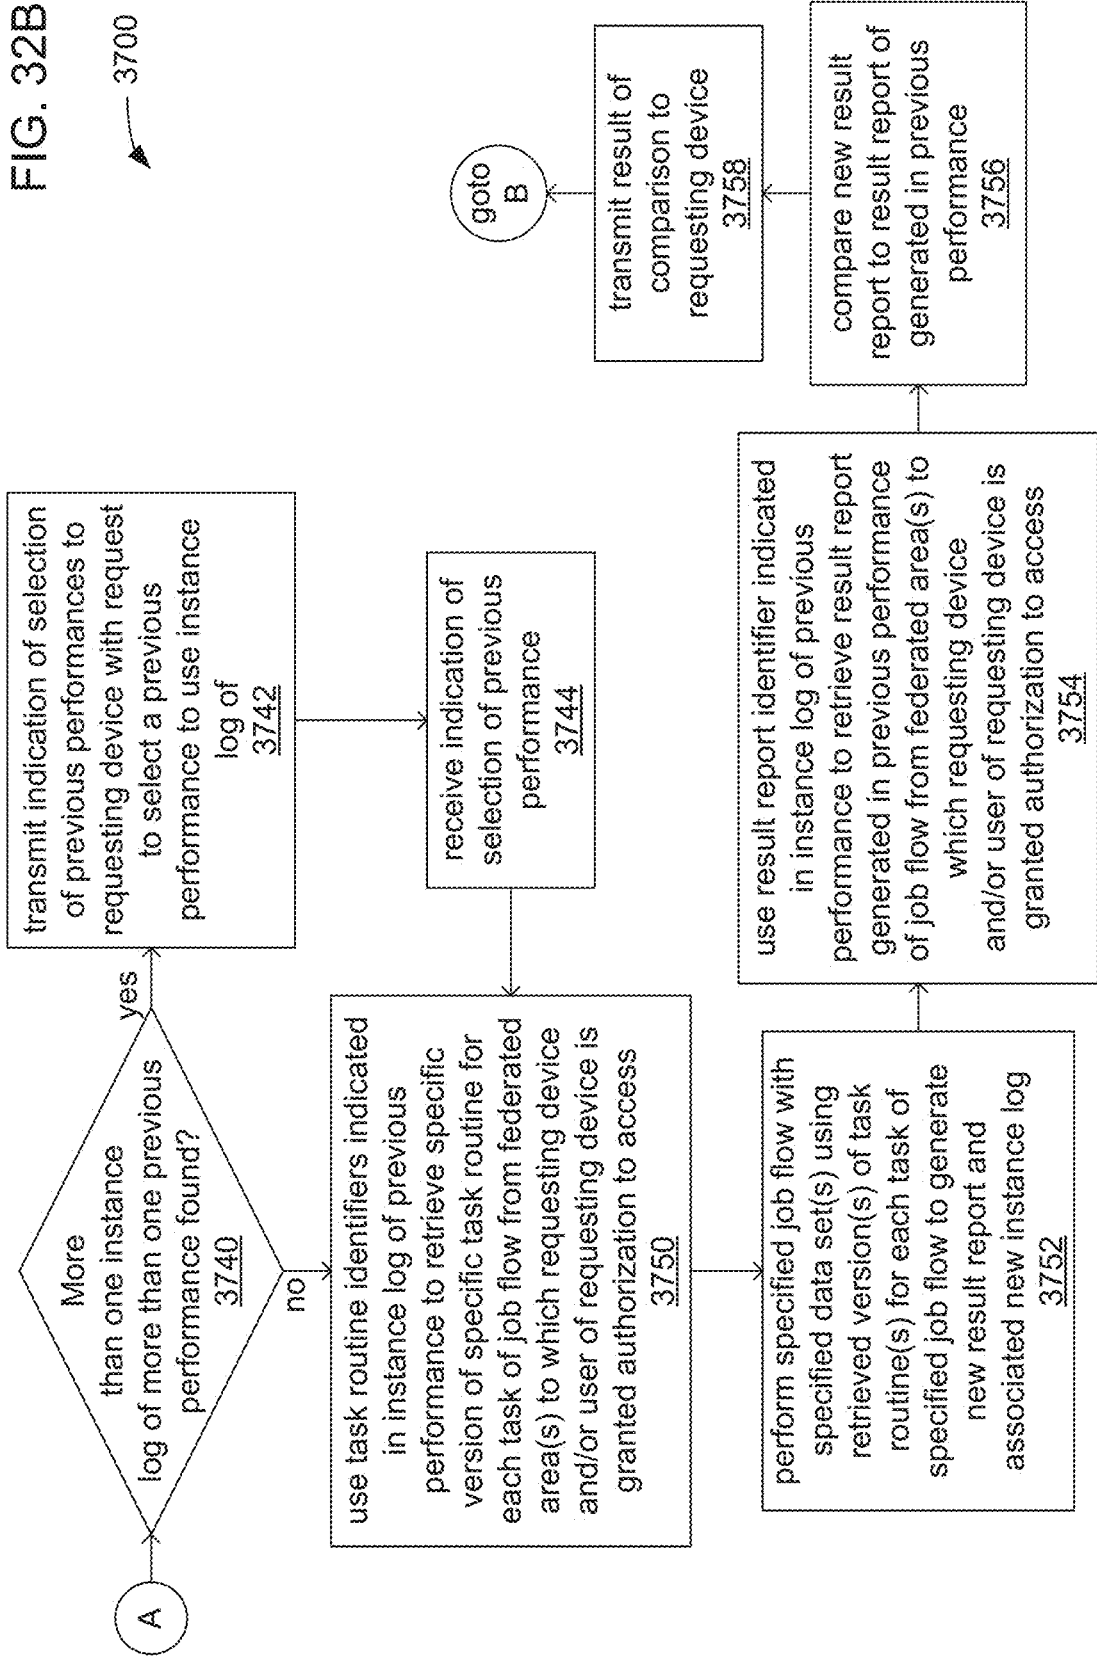 FIG. 32B
3700
A
More
than one instance
log of more than one previous
performance found?
3740
yes
no
transmit indication of selection
of previous performances to
requesting device with request
to select a previous
performance to use instance
log of
3742
receive indication of
selection of previous
performance
3744
use task routine identifiers indicated
in instance log of previous
performance to retrieve specific
version of specific task routine for
each task of job flow from federated
area(s) to which requesting device
and/or user of requesting device is
granted authorization to access
3750
perform specified job flow with
specified data set(s) using
retrieved version(s) of task
routine(s) for each task of
specified job flow to generate
new result report and
associated new instance log
3752
use result report identifier indicated
in instance log of previous
performance to retrieve result report
generated in previous performance
of job flow from federated area(s) to
which requesting device
and/or user of requesting device is
granted authorization to access
3754
compare new result
report to result report of
generated in previous
performance
3756
transmit result of
comparison to
requesting device
3758
goto
B